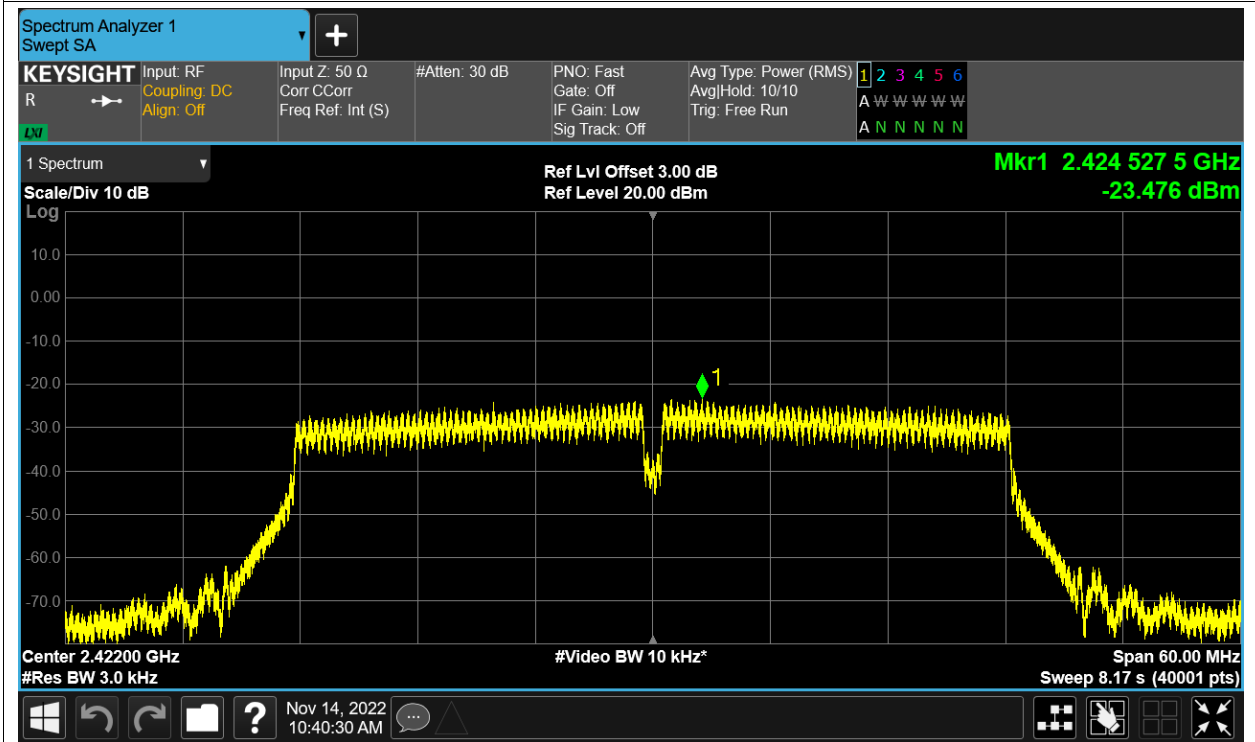 Spectrum Analyzer 1
Swept SA
+
KEYSIGHT
R
LXI
Input: RF
Coupling: DC
Align: Off
Input Z: 50 Ω
Corr CCorr
Freq Ref: Int (S)
#Atten: 30 dB
PNO: Fast
Gate: Off
IF Gain: Low
Sig Track: Off
Avg Type: Power (RMS)
Avg|Hold: 10/10
Trig: Free Run
1 2 3 4 5 6
A W W W W W
A N N N N N
1 Spectrum
Scale/Div 10 dB
Log
Ref Lvl Offset 3.00 dB
Ref Level 20.00 dBm
Mkr1 2.424 527 5 GHz
-23.476 dBm
10.0
0.00
-10.0
-20.0
1
-30.0
-40.0
-50.0
-60.0
-70.0
Center 2.42200 GHz
#Video BW 10 kHz*
Span 60.00 MHz
#Res BW 3.0 kHz
Sweep 8.17 s (40001 pts)
?
Nov 14, 2022
10:40:30 AM